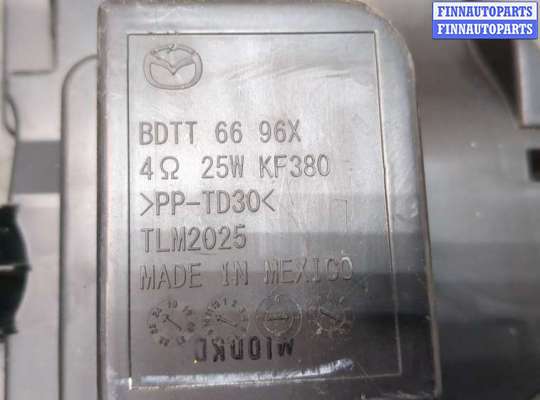 FINNAUTOPARTS
FINNAUTOPARTS
BDTT 66 96X
4Ω 25W KF380
>PP-TD30<
TLM2025
MADE IN MEXICO